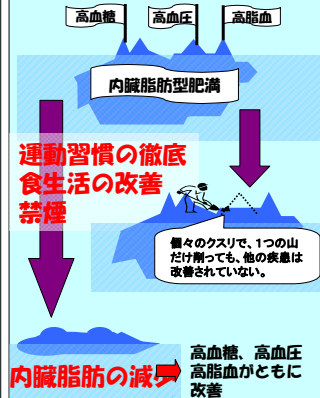 高血糖
高血圧
高脂血
内臓脂肪型肥満
運動習慣の徹底
食生活の改善
禁煙
個々のクスリで、1つの山
だけ削っても、他の疾患は
改善されていない。
内臓脂肪の減少
高血糖、高血圧
高脂血がともに
改善